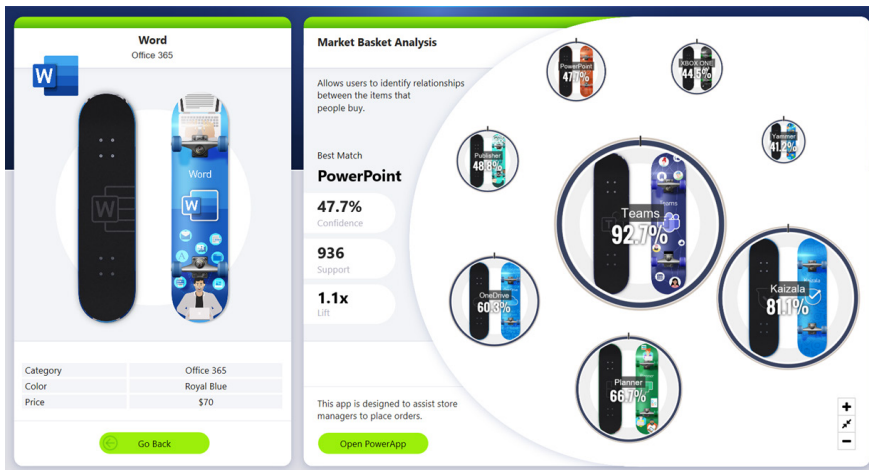 Word
Office 365
W
Word
W
W
Category Office 365
Color Royal Blue
Price $70
Go Back
Market Basket Analysis
Allows users to identify relationships
between the items that
people buy.
Best Match
PowerPoint
47.7%
Confidence
936
Support
1.1x
Lift
This app is designed to assist store
managers to place orders.
Open PowerApp
PowerPoint
47.7%
XBOX ONE
44.5%
Yammer
41.2%
Publisher
48.8%
Teams
Teams
92.7%
OneDrive
60.3%
Kaizala
81.1%
Planner
66.7%